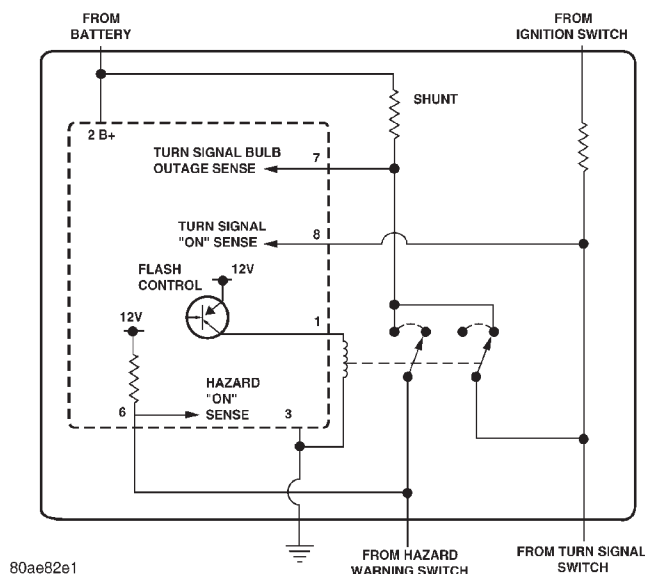 FROM
BATTERY
FROM
IGNITION SWITCH
SHUNT
2 B+
TURN SIGNAL BULB
OUTAGE SENSE
7
TURN SIGNAL
"ON" SENSE
8
FLASH
CONTROL
12V
12V
1
HAZARD
"ON"
SENSE
6
3
FROM HAZARD
WARNING SWITCH
FROM TURN SIGNAL
SWITCH
80ae82e1